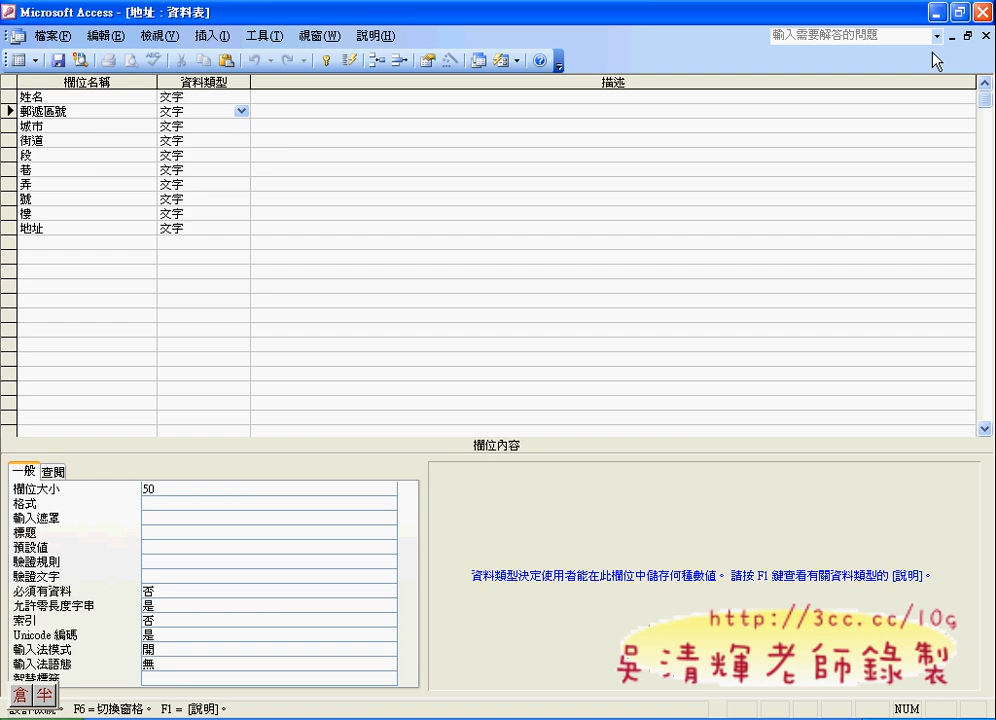 Microsoft Access - [地址 : 資料表]
檔案(F) 編輯(E) 檢視(V) 插入(I) 工具(T) 視窗(W) 說明(H) 輸入需要解答的問題
欄位名稱 資料類型 描述
姓名 文字
郵遞區號 文字
城市 文字
街道 文字
段 文字
巷 文字
弄 文字
號 文字
樓 文字
地址 文字
欄位內容
一般 查閱
欄位大小 50
格式
輸入遮罩
標題
預設值
驗證規則
驗證文字
必須有資料 否
允許零長度字串 是
索引 否
Unicode 編碼 是
輸入法模式 開
輸入法語態 無
智慧標籤
資料類型決定使用者能在此欄位中儲存何種數值。 請按 F1 鍵查看有關資料類型的 [說明]。
http://3cc.cc/10g
吳清輝老師錄製
倉 半
設計檢視。 F6 = 切換窗格。 F1 = [說明]。 NUM